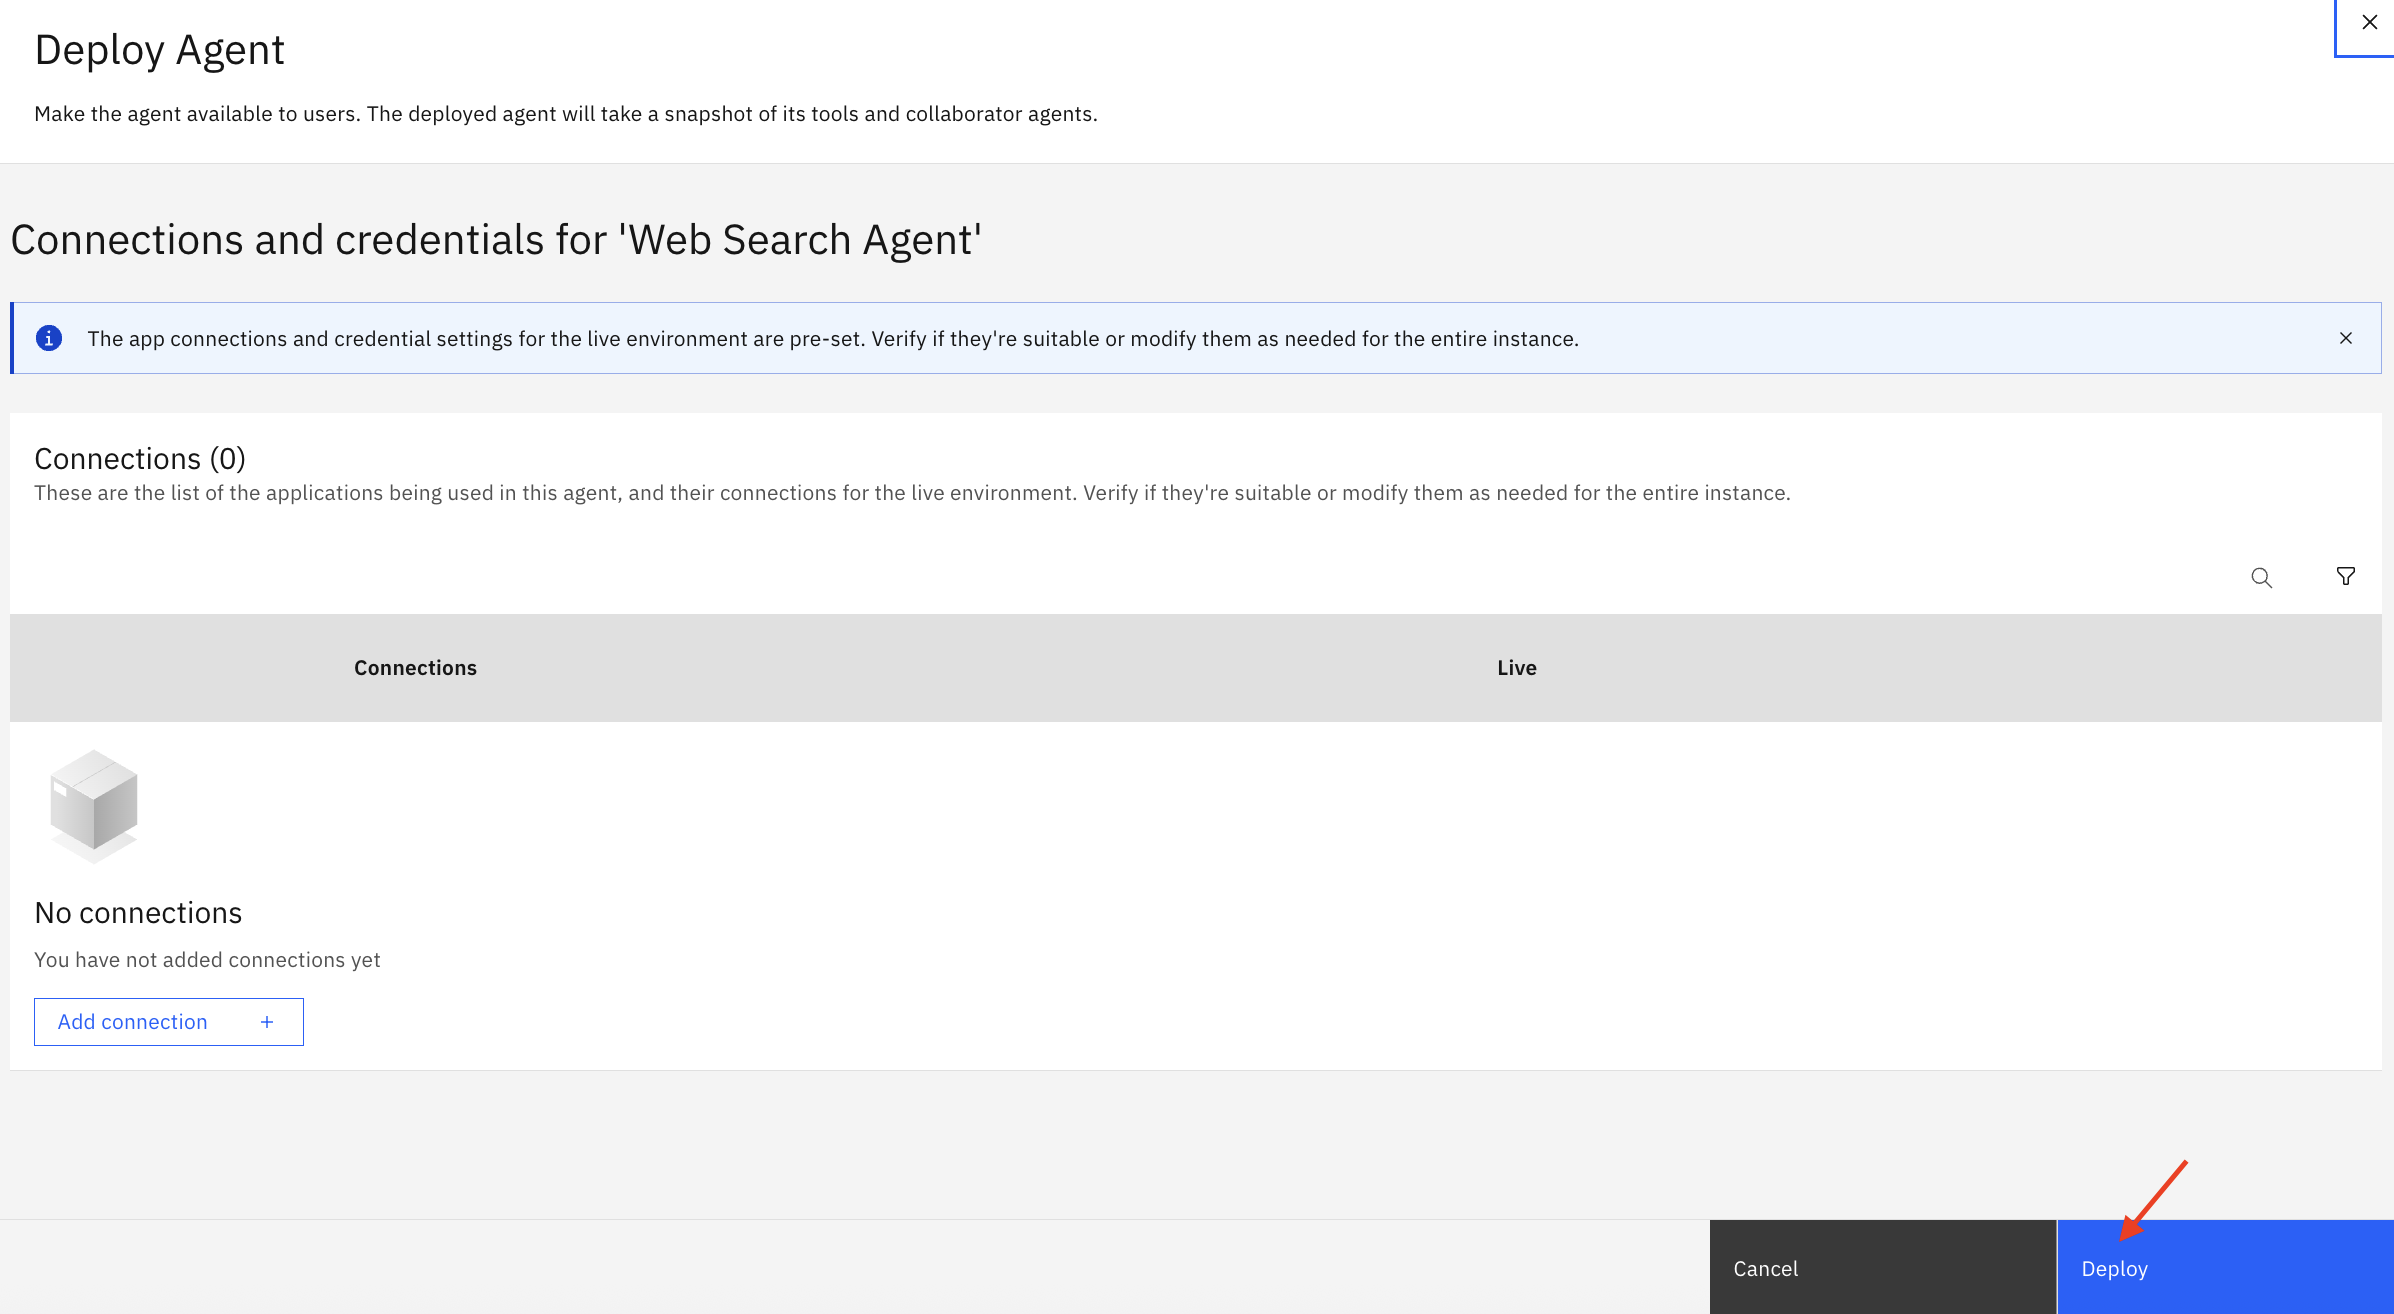 Deploy Agent
Make the agent available to users. The deployed agent will take a snapshot of its tools and collaborator agents.
Connections and credentials for 'Web Search Agent'
The app connections and credential settings for the live environment are pre-set. Verify if they're suitable or modify them as needed for the entire instance.
Connections (0)
These are the list of the applications being used in this agent, and their connections for the live environment. Verify if they're suitable or modify them as needed for the entire instance.
Connections Live
No connections
You have not added connections yet
Add connection +
Cancel Deploy